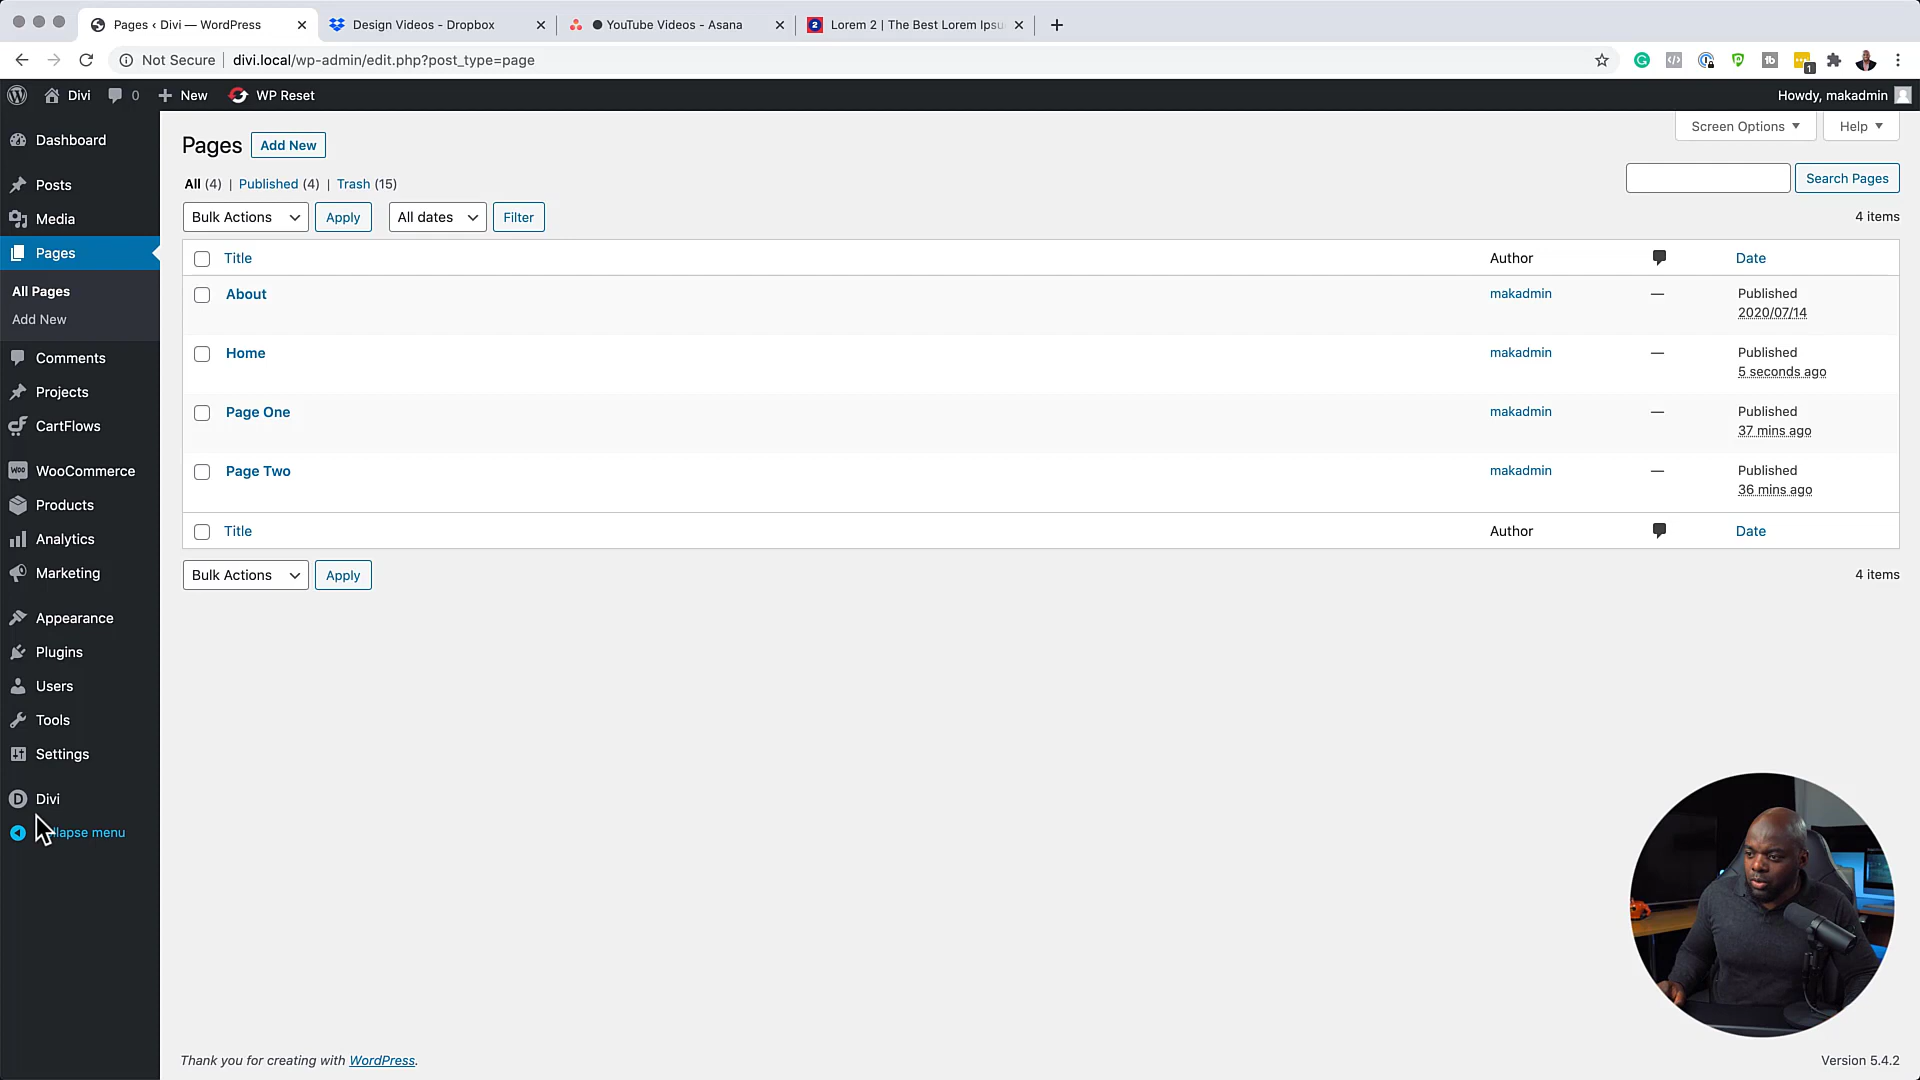 Pages ‹ Divi — WordPress
Design Videos - Dropbox
YouTube Videos - Asana
Lorem 2 | The Best Lorem Ipsu
Not Secure divi.local/wp-admin/edit.php?post_type=page
1
Divi 0 New WP Reset Howdy, makadmin
Screen Options Help
Dashboard
Posts
Media
Pages
All Pages
Add New
Comments
Projects
CartFlows
WooCommerce
Products
Analytics
Marketing
Appearance
Plugins
Users
Tools
Settings
Divi
lapse menu
Pages Add New
All (4) | Published (4) | Trash (15)
Search Pages
Bulk Actions Apply All dates Filter
4 items
Title Author Date
About makadmin — Published
2020/07/14
Home makadmin — Published
5 seconds ago
Page One makadmin — Published
37 mins ago
Page Two makadmin — Published
36 mins ago
Title Author Date
Bulk Actions Apply
4 items
Thank you for creating with WordPress.
Version 5.4.2